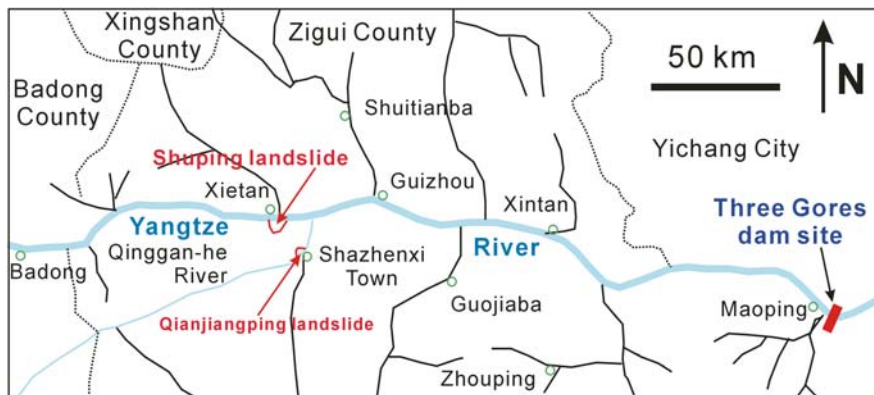 Xingshan
County
Zigui County
50 km
N
Badong
County
Shuitianba
Shuping landslide
Yichang City
Xietan
Guizhou
Three Gores
dam site
Xintan
Yangtze
River
Qinggan-he
River
Shazhenxi
Town
Badong
Guojiaba
Maoping
Qianjiangping landslide
Zhouping